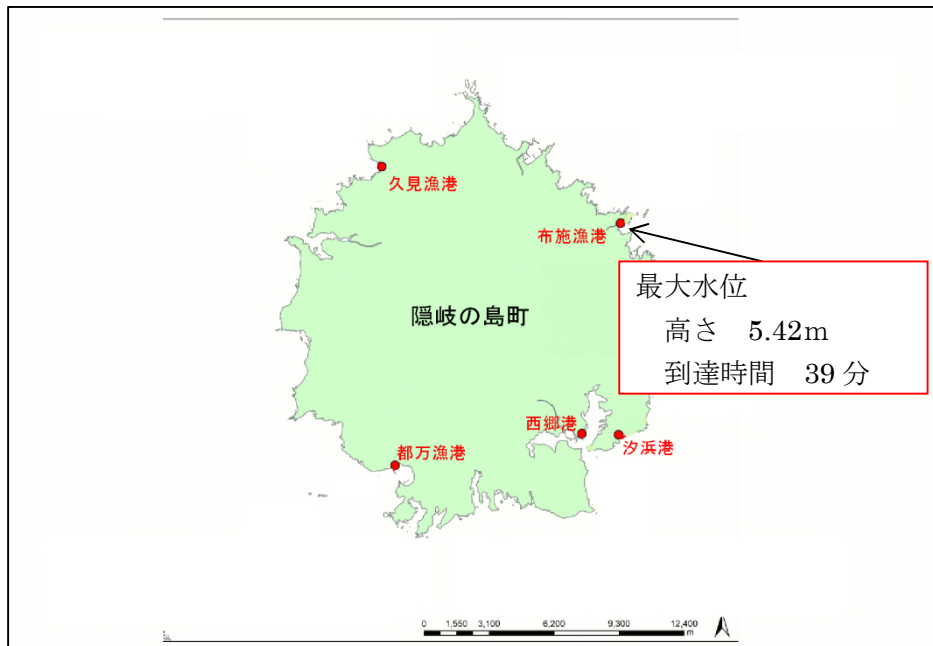 久見漁港
布施漁港
最大水位
高さ 5.42m
到達時間 39 分
隠岐の島町
西郷港
汐浜港
都万漁港
0 1,550 3,100 6,200 9,300 12,400
m